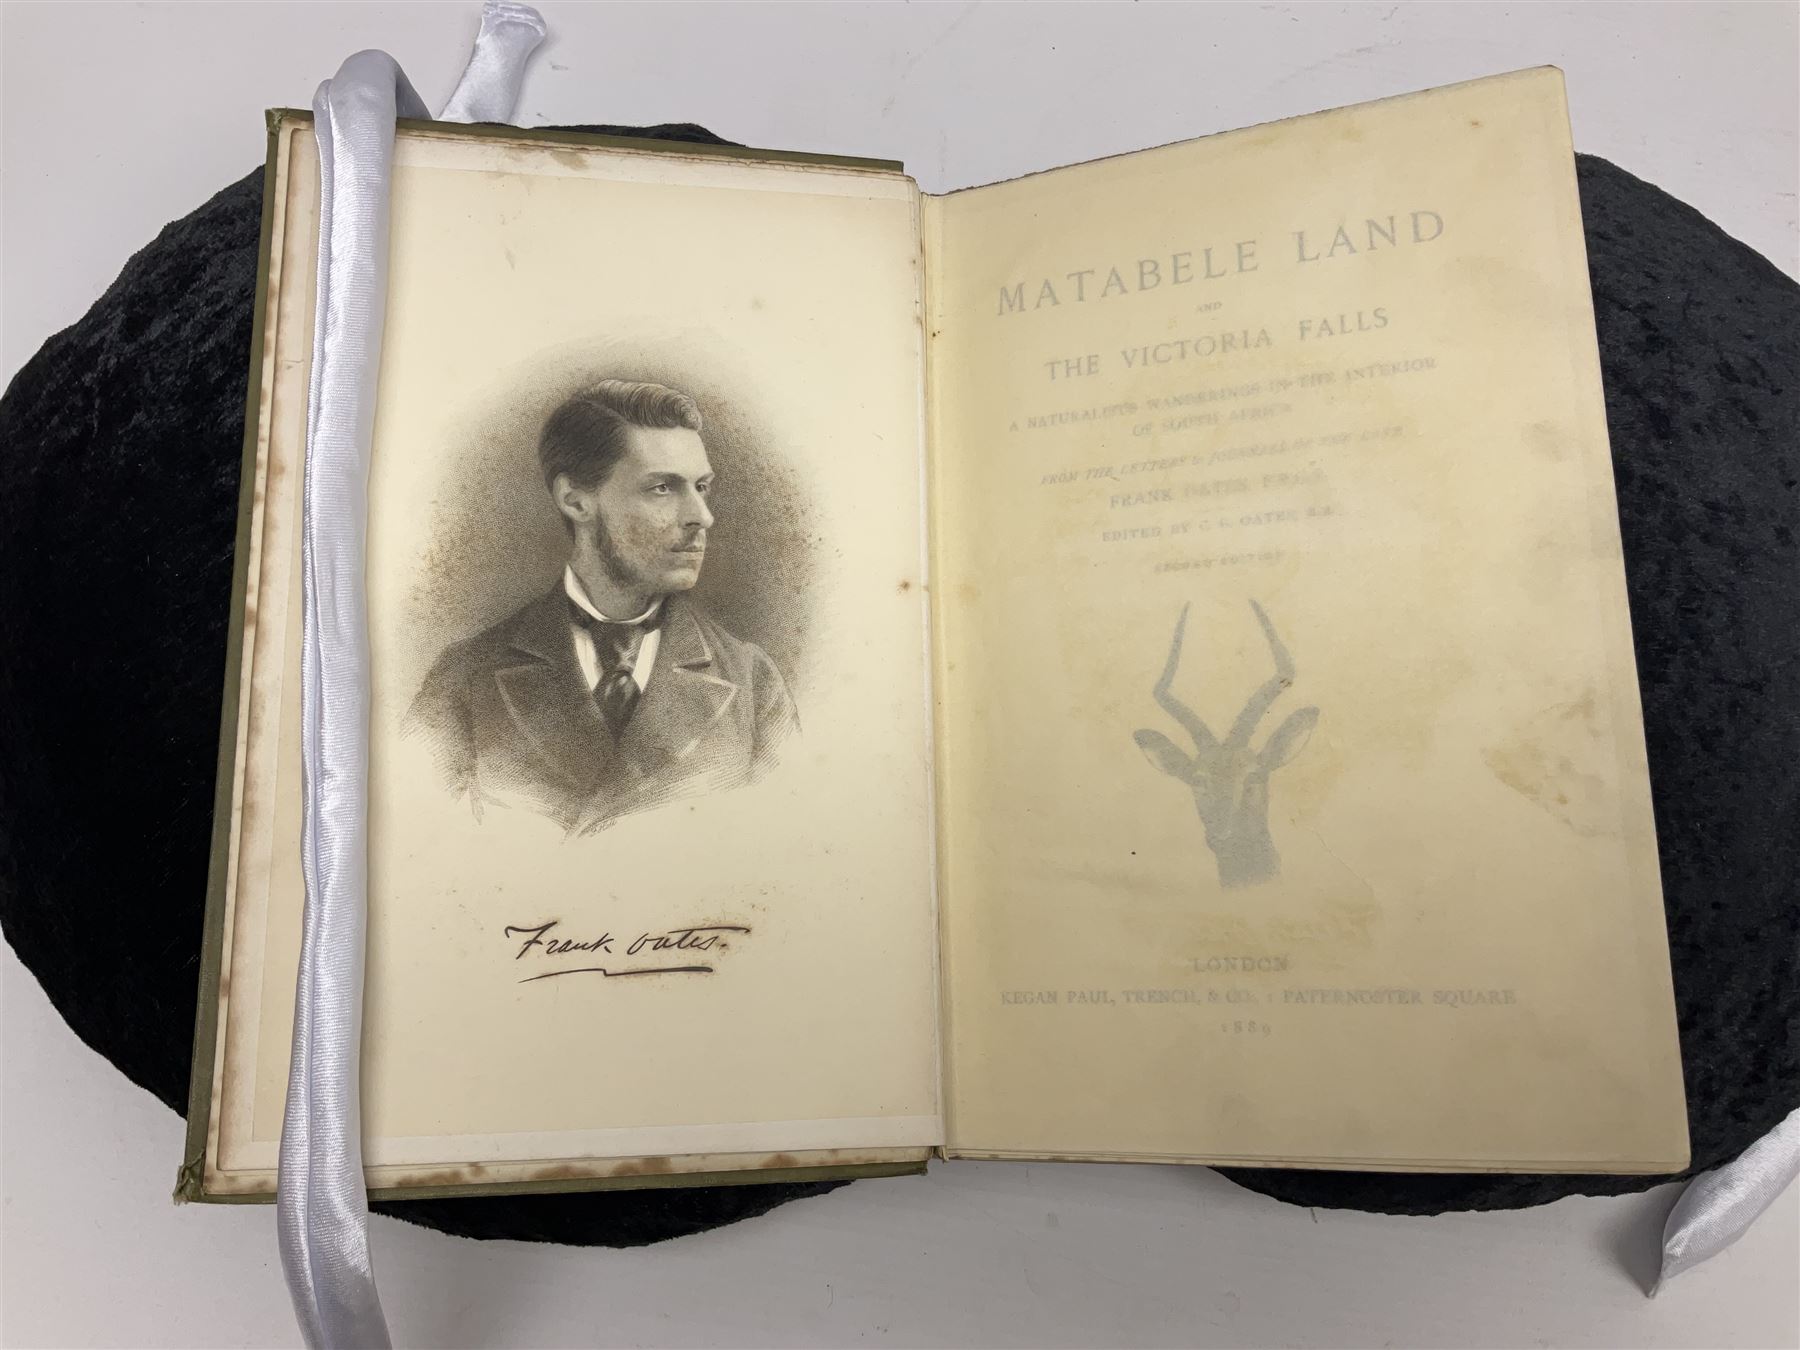 Frank Oates.
MATABELE LAND
AND
THE VICTORIA FALLS
A NATURALIST'S WANDERINGS IN THE INTERIOR
OF SOUTH AFRICA
FROM THE LETTERS & JOURNALS OF THE LATE
FRANK OATES, F.R.G.S.
EDITED BY C. G. OATES, B.A.
SECOND EDITION
LONDON
KEGAN PAUL, TRENCH, & CO., 1 PATERNOSTER SQUARE
1889